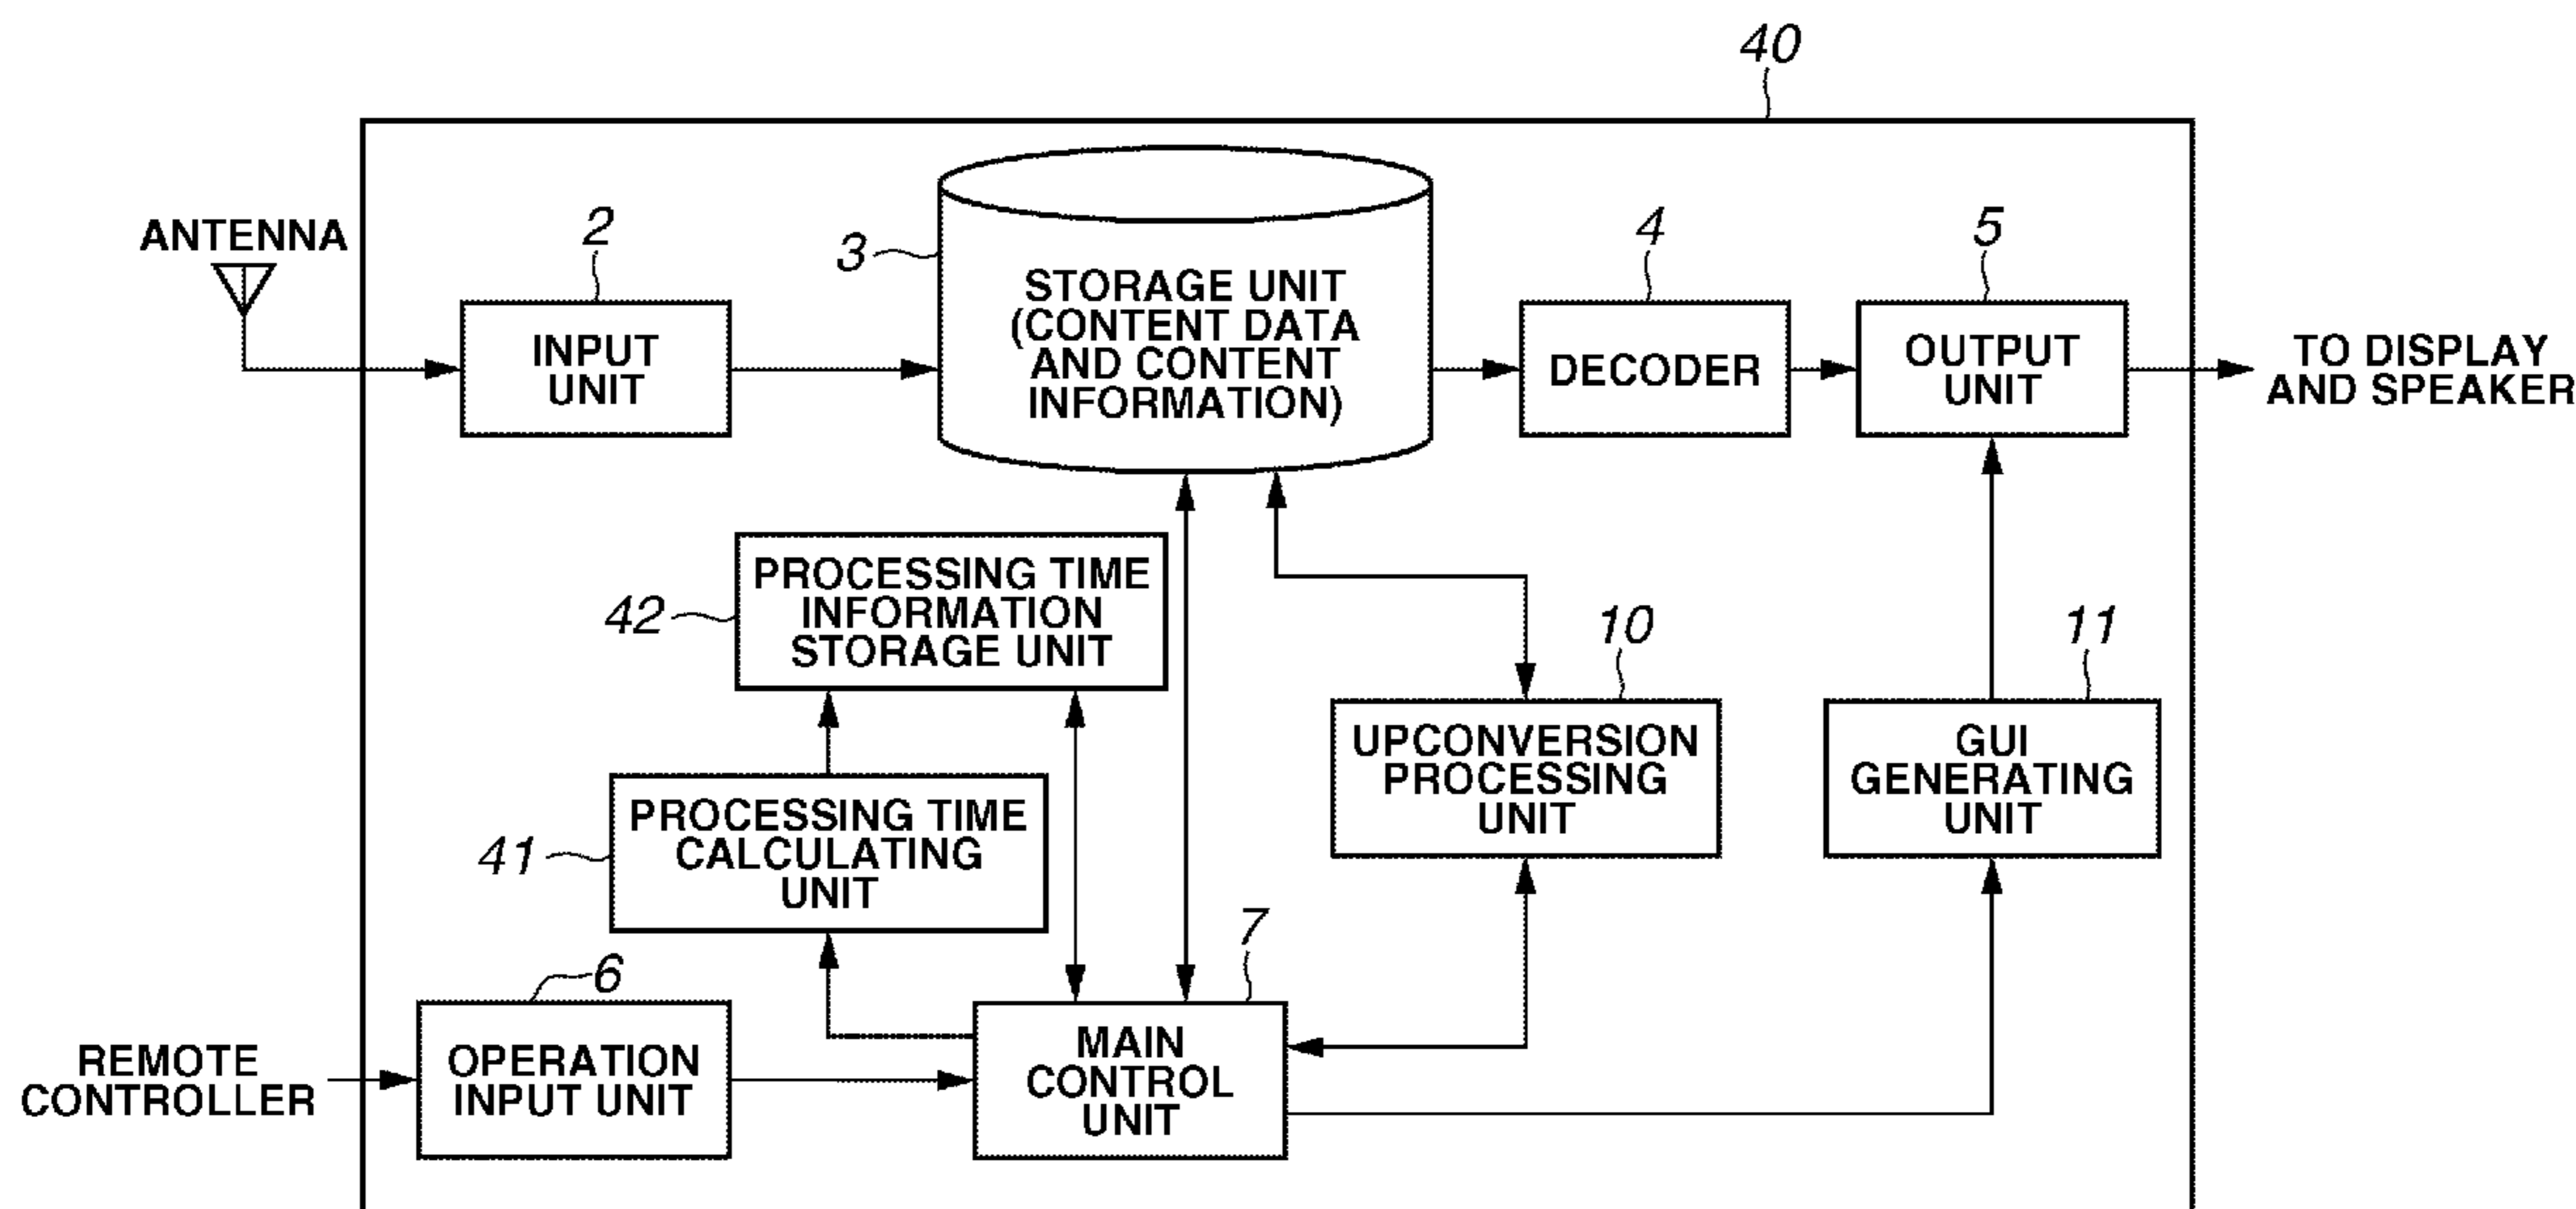 40
ANTENNA
2
INPUT
UNIT
3
STORAGE UNIT
(CONTENT DATA
AND CONTENT
INFORMATION)
4
DECODER
5
OUTPUT
UNIT
TO DISPLAY
AND SPEAKER
42
PROCESSING TIME
INFORMATION
STORAGE UNIT
10
UPCONVERSION
PROCESSING
UNIT
11
GUI
GENERATING
UNIT
41
PROCESSING TIME
CALCULATING
UNIT
REMOTE
CONTROLLER
6
OPERATION
INPUT UNIT
7
MAIN
CONTROL
UNIT